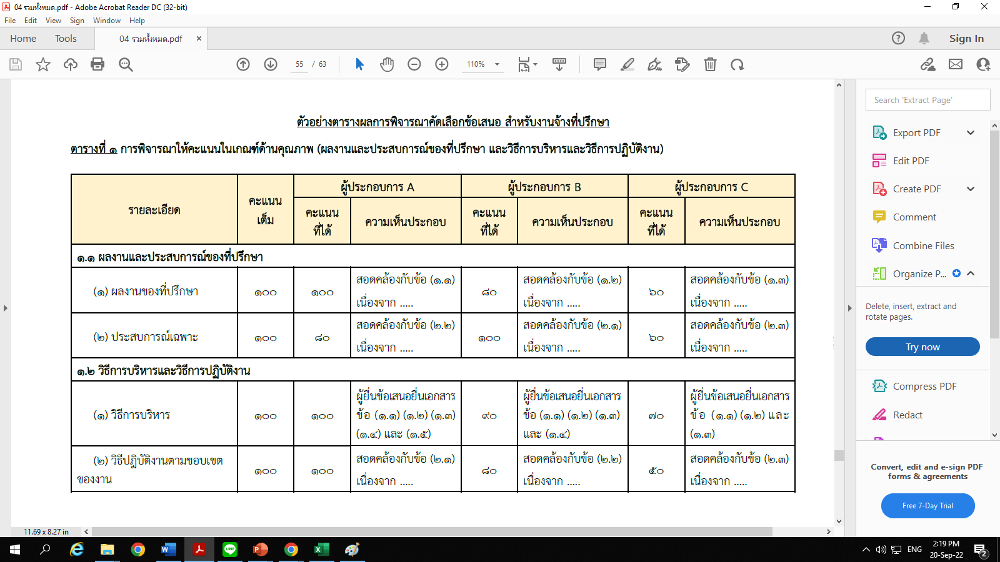 04 รวมทั้งหมด.pdf - Adobe Acrobat Reader DC (32-bit)
File Edit View Sign Window Help
Home Tools 04 รวมทั้งหมด.pdf × Sign In
55 / 63 110%
ตัวอย่างตารางผลการพิจารณาคัดเลือกข้อเสนอ สำหรับงานจ้างที่ปรึกษา
ตารางที่ ๑ การพิจารณาให้คะแนนในเกณฑ์ด้านคุณภาพ (ผลงานและประสบการณ์ของที่ปรึกษา และวิธีการบริหารและวิธีการปฏิบัติงาน)
รายละเอียด
คะแนน
เต็ม
ผู้ประกอบการ A
ผู้ประกอบการ B
ผู้ประกอบการ C
คะแนน
ที่ได้
ความเห็นประกอบ
คะแนน
ที่ได้
ความเห็นประกอบ
คะแนน
ที่ได้
ความเห็นประกอบ
๑.๑ ผลงานและประสบการณ์ของที่ปรึกษา
(๑) ผลงานของที่ปรึกษา
๑๐๐
๑๐๐
สอดคล้องกับข้อ (๑.๑)
เนื่องจาก .....
๘๐
สอดคล้องกับข้อ (๑.๒)
เนื่องจาก .....
๖๐
สอดคล้องกับข้อ (๑.๓)
เนื่องจาก .....
(๒) ประสบการณ์เฉพาะ
๑๐๐
๘๐
สอดคล้องกับข้อ (๒.๒)
เนื่องจาก .....
๑๐๐
สอดคล้องกับข้อ (๒.๑)
เนื่องจาก .....
๖๐
สอดคล้องกับข้อ (๒.๓)
เนื่องจาก .....
๑.๒ วิธีการบริหารและวิธีการปฏิบัติงาน
(๑) วิธีการบริหาร
๑๐๐
๑๐๐
ผู้ยื่นข้อเสนอยื่นเอกสาร
ข้อ (๑.๑) (๑.๒) (๑.๓)
(๑.๔) และ (๑.๕)
๙๐
ผู้ยื่นข้อเสนอยื่นเอกสาร
ข้อ (๑.๑) (๑.๒) (๑.๓)
และ (๑.๔)
๗๐
ผู้ยื่นข้อเสนอยื่นเอกสาร
ข้อ (๑.๑) (๑.๒) และ
(๑.๓)
(๒) วิธีปฏิบัติงานตามขอบเขต
ของงาน
๑๐๐
๑๐๐
สอดคล้องกับข้อ (๒.๑)
เนื่องจาก .....
๘๐
สอดคล้องกับข้อ (๒.๒)
เนื่องจาก .....
๕๐
สอดคล้องกับข้อ (๒.๓)
เนื่องจาก .....
11.69 x 8.27 in
Search 'Extract Page'
Export PDF
Edit PDF
Create PDF
Comment
Combine Files
Organize P...
Delete, insert, extract and
rotate pages.
Try now
Compress PDF
Redact
Convert, edit and e-sign PDF
forms & agreements
Free 7-Day Trial
ENG
2:19 PM
20-Sep-22
2